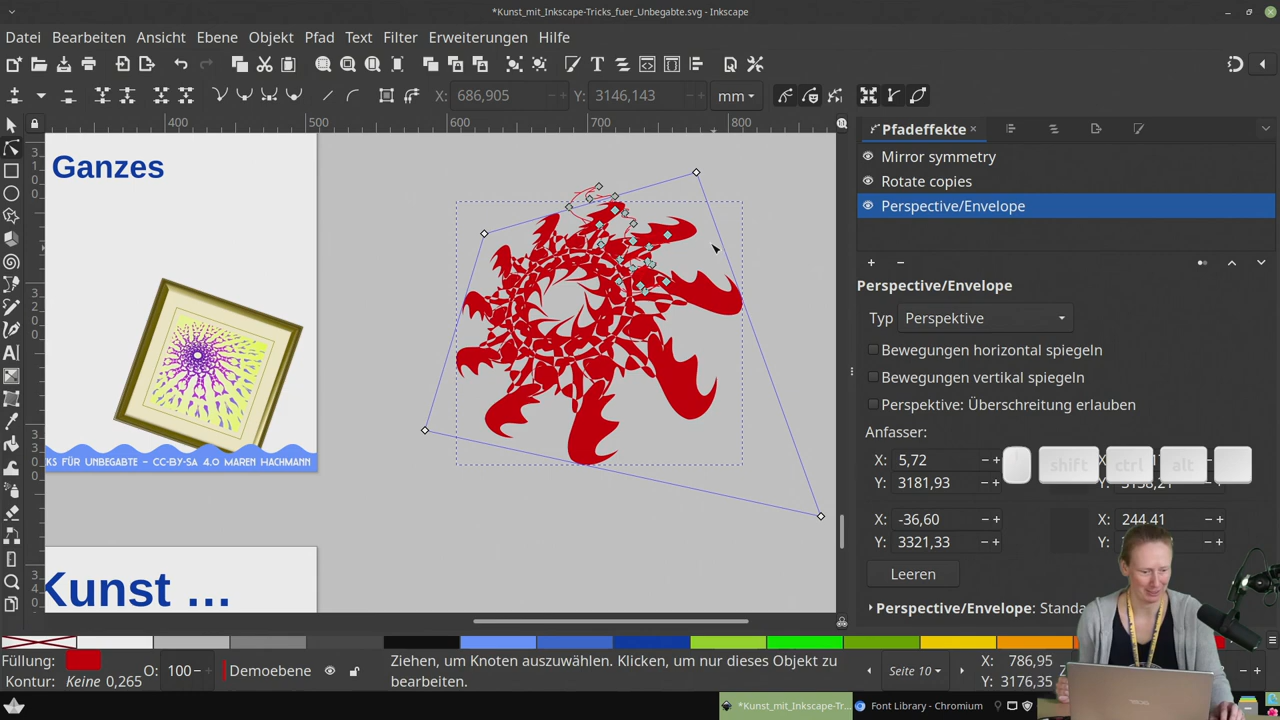 *Kunst_mit_Inkscape-Tricks_fuer_Unbegabte.svg - Inkscape
Datei Bearbeiten Ansicht Ebene Objekt Pfad Text Filter Erweiterungen Hilfe
X: 686,905 Y: 3146,143 mm
400 500 600 700 800
Ganzes
KS FÜR UNBEGABTE – CC-BY-SA 4.0 MAREN HACHMANN
Kunst ...
Pfadeffekte
Mirror symmetry
Rotate copies
Perspective/Envelope
Perspective/Envelope
Typ Perspektive
Bewegungen horizontal spiegeln
Bewegungen vertikal spiegeln
Perspektive: Überschreitung erlauben
Anfasser:
X: 5,72
Y: 3181,93
shift ctrl alt
X: -36,60 X: 244,41
Y: 3321,33
Leeren
Perspective/Envelope: Standa
Füllung:
Kontur: Keine 0,265
O: 100
Demoebene
Ziehen, um Knoten auszuwählen. Klicken, um nur dieses Objekt zu
bearbeiten.
Seite 10
X: 786,95
Y: 3176,35
*Kunst_mit_Inkscape-Tr... Font Library - Chromium